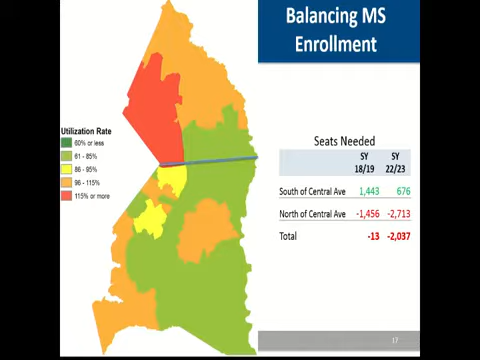 Balancing MS
Enrollment
Utilization Rate
60% or less
61 - 85%
86 - 95%
96 - 115%
115% or more
Seats Needed
SY 18/19 SY 22/23
South of Central Ave 1,443 676
North of Central Ave -1,456 -2,713
Total -13 -2,037
17